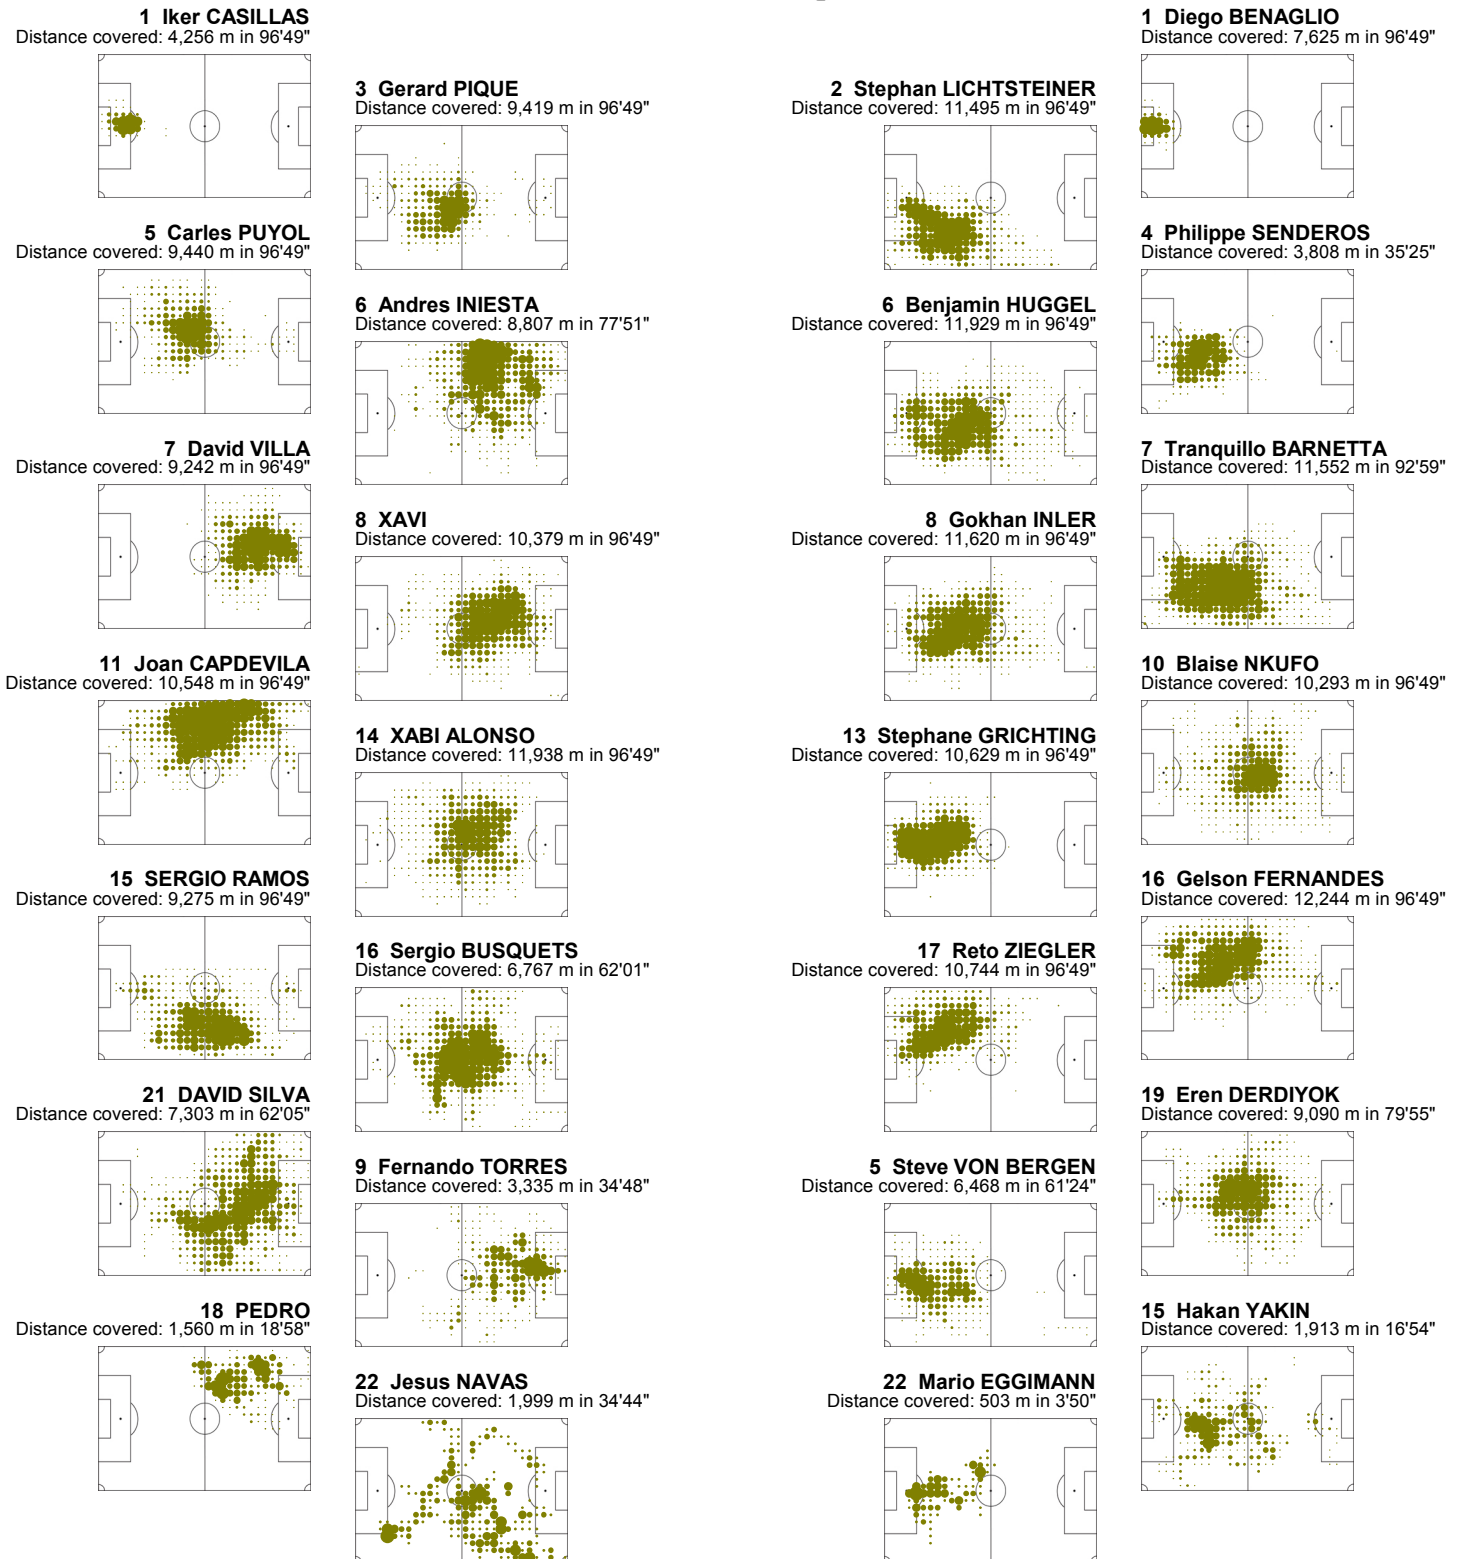 1 Iker CASILLAS
Distance covered: 4,256 m in 96'49"
3 Gerard PIQUE
Distance covered: 9,419 m in 96'49"
5 Carles PUYOL
Distance covered: 9,440 m in 96'49"
6 Andres INIESTA
Distance covered: 8,807 m in 77'51"
7 David VILLA
Distance covered: 9,242 m in 96'49"
8 XAVI
Distance covered: 10,379 m in 96'49"
11 Joan CAPDEVILA
Distance covered: 10,548 m in 96'49"
14 XABI ALONSO
Distance covered: 11,938 m in 96'49"
15 SERGIO RAMOS
Distance covered: 9,275 m in 96'49"
16 Sergio BUSQUETS
Distance covered: 6,767 m in 62'01"
21 DAVID SILVA
Distance covered: 7,303 m in 62'05"
9 Fernando TORRES
Distance covered: 3,335 m in 34'48"
18 PEDRO
Distance covered: 1,560 m in 18'58"
22 Jesus NAVAS
Distance covered: 1,999 m in 34'44"
1 Diego BENAGLIO
Distance covered: 7,625 m in 96'49"
2 Stephan LICHTSTEINER
Distance covered: 11,495 m in 96'49"
4 Philippe SENDEROS
Distance covered: 3,808 m in 35'25"
6 Benjamin HUGGEL
Distance covered: 11,929 m in 96'49"
7 Tranquillo BARNETTA
Distance covered: 11,552 m in 92'59"
8 Gokhan INLER
Distance covered: 11,620 m in 96'49"
10 Blaise NKUFO
Distance covered: 10,293 m in 96'49"
13 Stephane GRICHTING
Distance covered: 10,629 m in 96'49"
16 Gelson FERNANDES
Distance covered: 12,244 m in 96'49"
17 Reto ZIEGLER
Distance covered: 10,744 m in 96'49"
19 Eren DERDIYOK
Distance covered: 9,090 m in 79'55"
5 Steve VON BERGEN
Distance covered: 6,468 m in 61'24"
15 Hakan YAKIN
Distance covered: 1,913 m in 16'54"
22 Mario EGGIMANN
Distance covered: 503 m in 3'50"